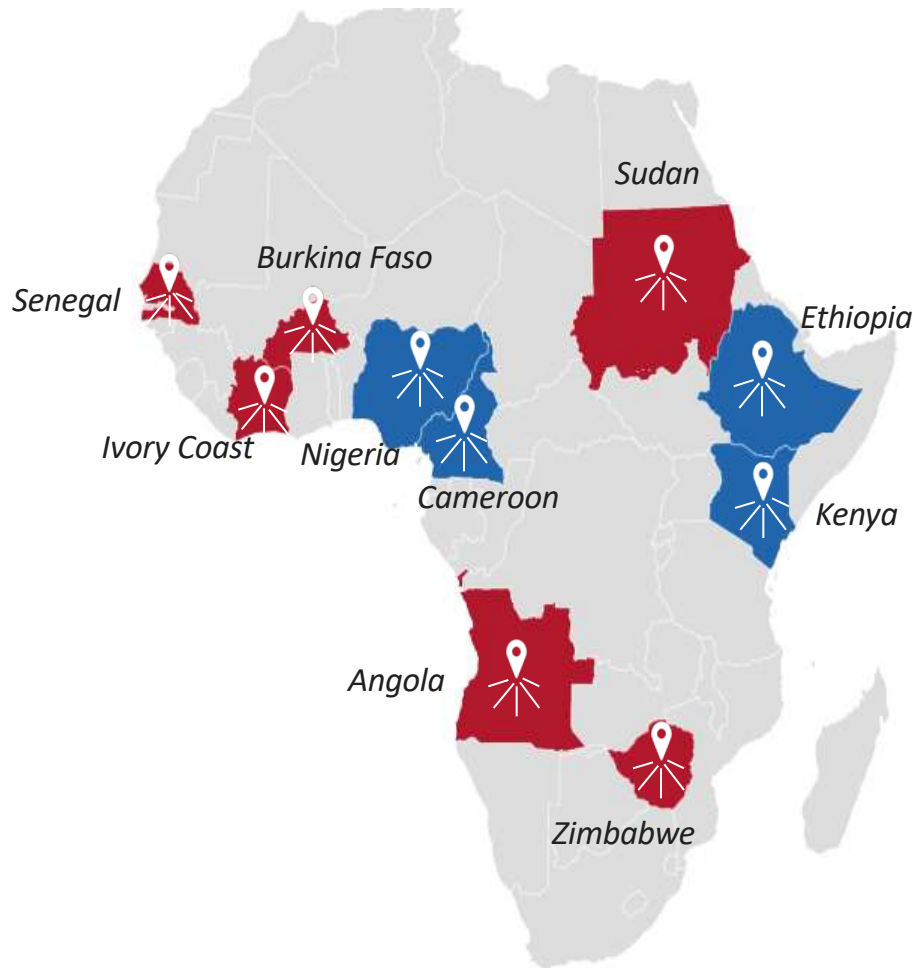 Sudan
Burkina Faso
Senegal
Ethiopia
Ivory Coast
Nigeria
Cameroon
Kenya
Angola
Zimbabwe